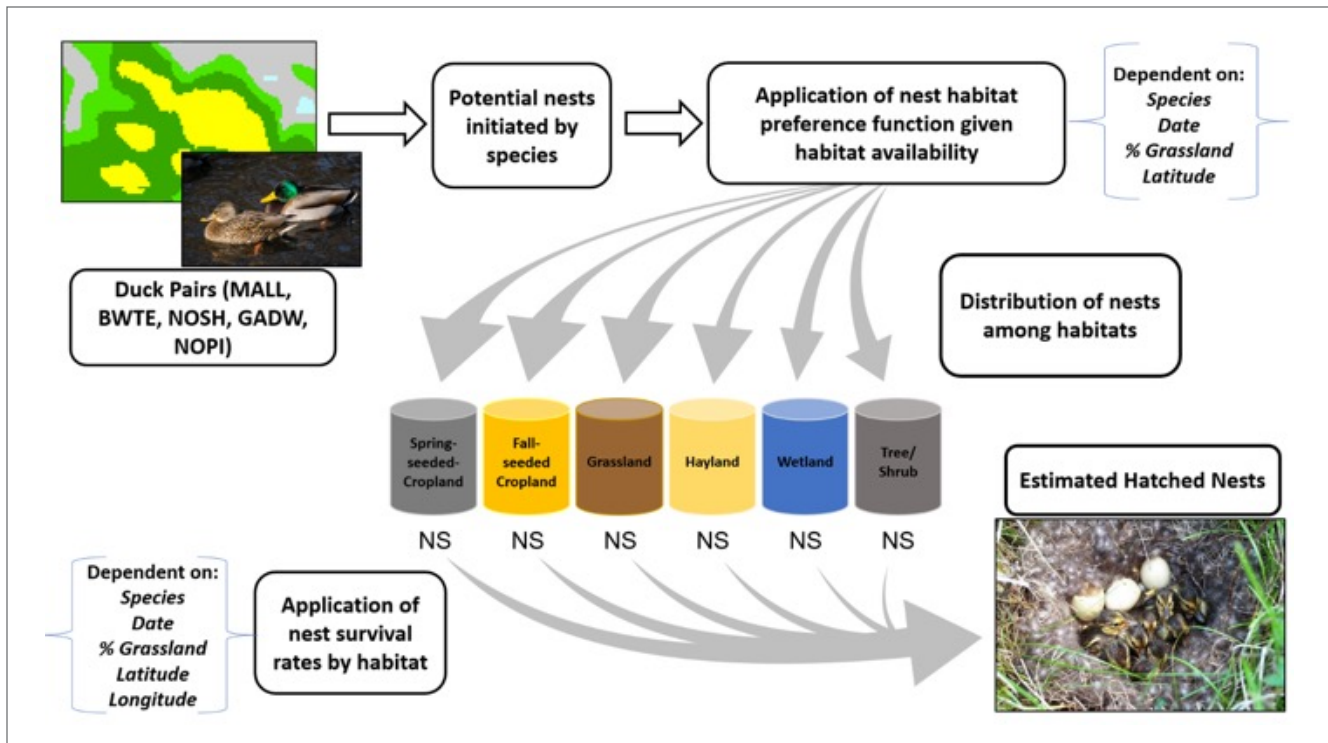 Duck Pairs (MALL,
BWTE, NOSH, GADW,
NOPI)
Potential nests
initiated by
species
Application of nest habitat
preference function given
habitat availability
Dependent on:
Species
Date
% Grassland
Latitude
Distribution of nests
among habitats
Spring-
seeded-
Cropland
Fall-
seeded
Cropland
Grassland
Hayland
Wetland
Tree/
Shrub
NS
NS
NS
NS
NS
NS
Dependent on:
Species
Date
% Grassland
Latitude
Longitude
Application of
nest survival
rates by habitat
Estimated Hatched Nests